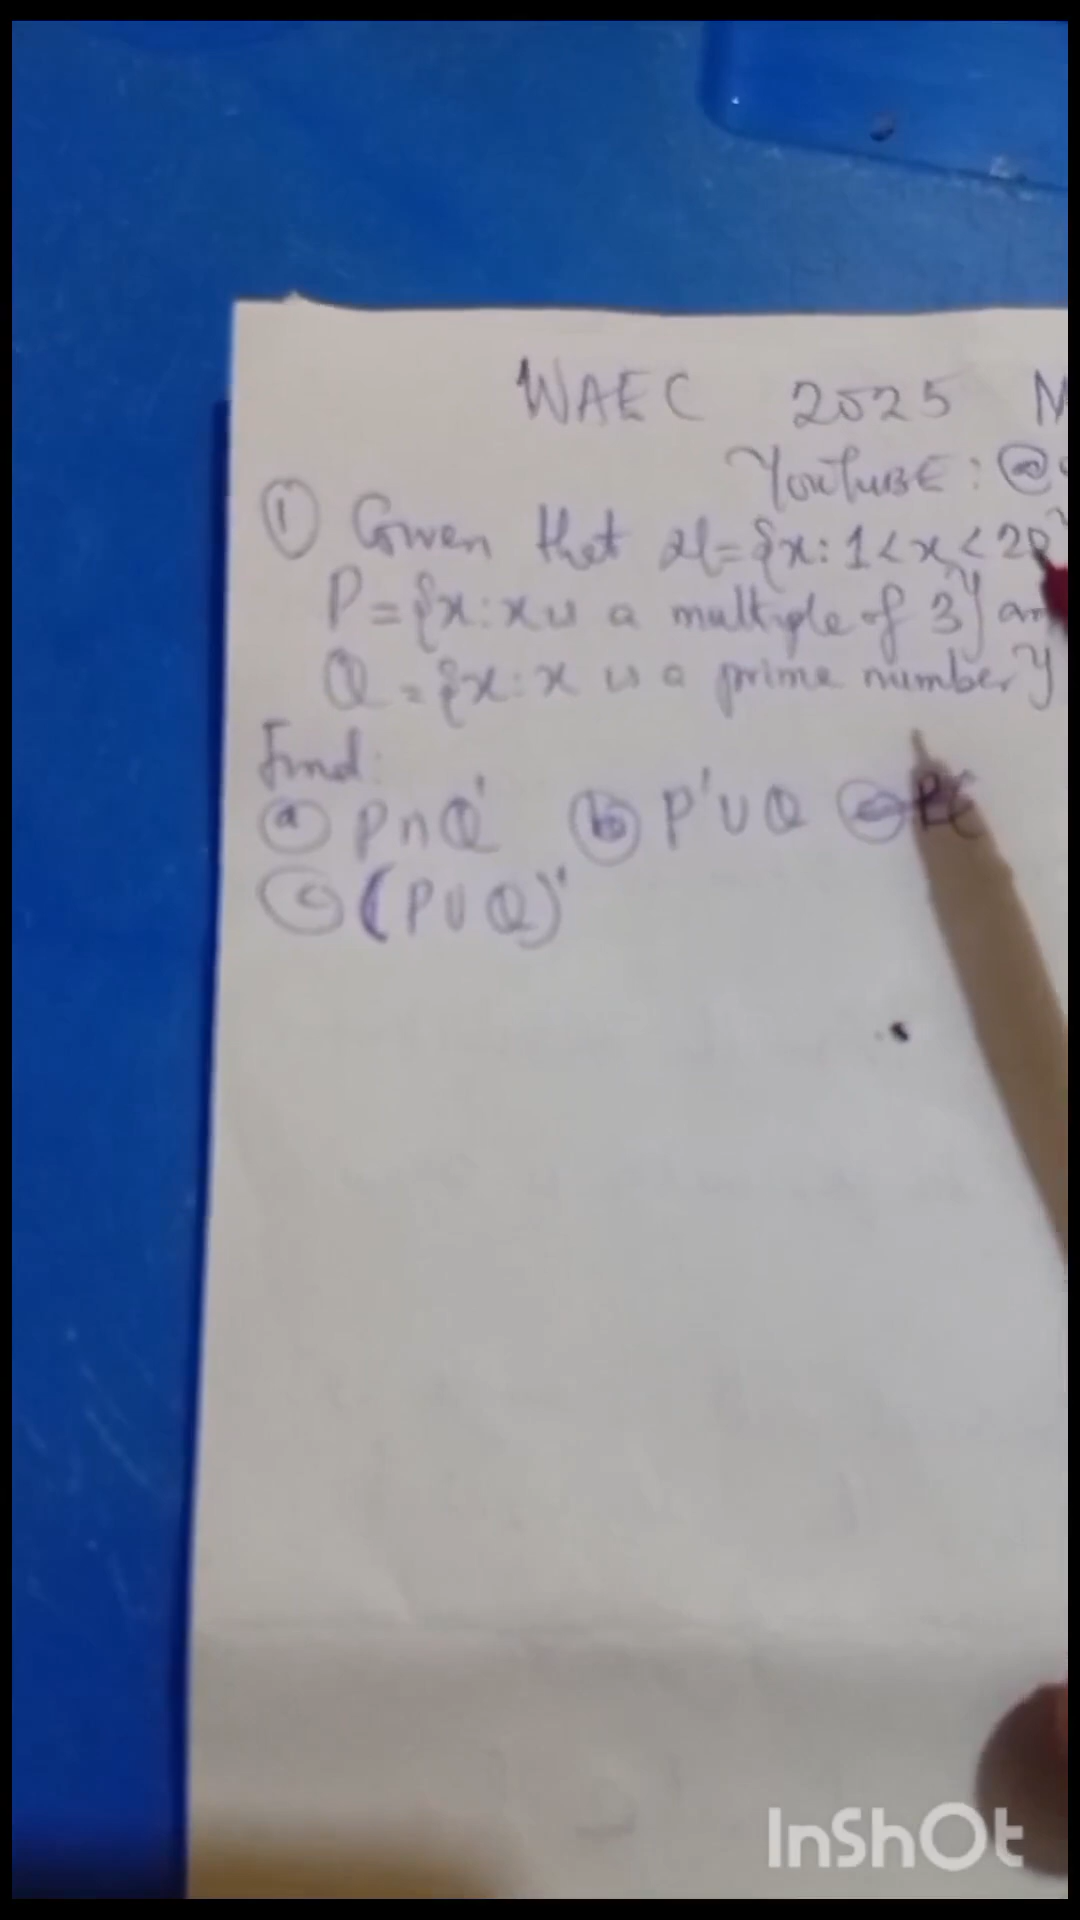 WAEC 2025 M
YouTUBE: @
① Given that U={x:1<x<20}
P={x:x is a multiple of 3} an
Q={x:x is a prime number}
Find:
ⓐ P∩Q' ⓑ P'∪Q
ⓒ (P∪Q)'
InShOt